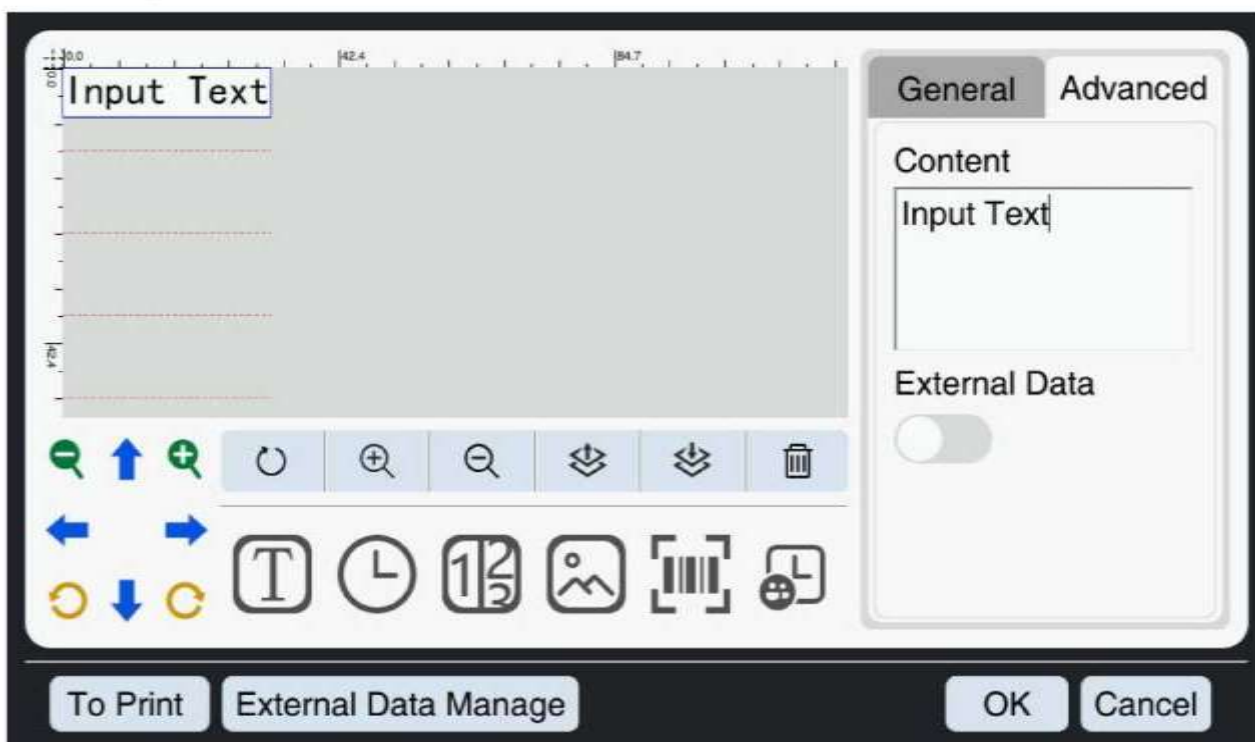 0.0 42.4 84.7
0.0
Input Text
42.4
General Advanced
Content
Input Text
External Data
T
123
To Print External Data Manage OK Cancel